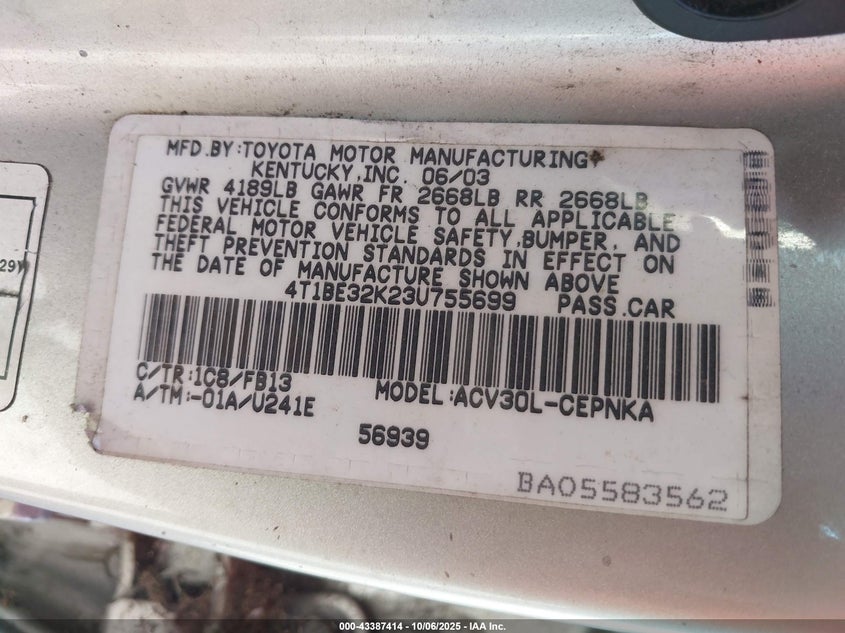 MFD.BY:TOYOTA MOTOR MANUFACTURING
KENTUCKY,INC. 06/03
GVWR 4189LB GAWR FR 2668LB RR 2668LB
THIS VEHICLE CONFORMS TO ALL APPLICABLE
FEDERAL MOTOR VEHICLE SAFETY,BUMPER, AND
THEFT PREVENTION STANDARDS IN EFFECT ON
THE DATE OF MANUFACTURE SHOWN ABOVE
4T1BE32K23U755699 PASS.CAR
C/TR:1C8/FB13 MODEL:ACV30L-CEPNKA
A/TM:-01A/U241E
56939
BA05583562
000-43387414 - 10/06/2025 - IAA Inc.